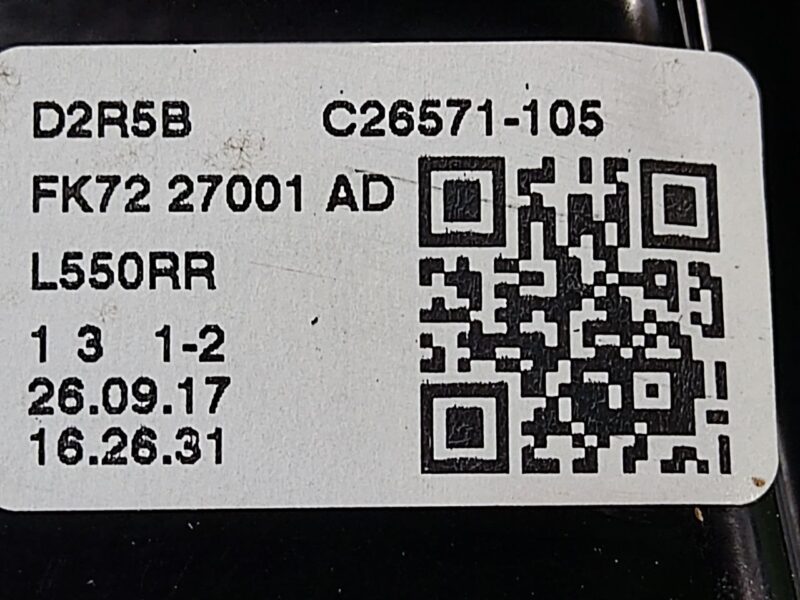 D2R5B C26571-105
FK72 27001 AD
L550RR
1 3 1-2
26.09.17
16.26.31